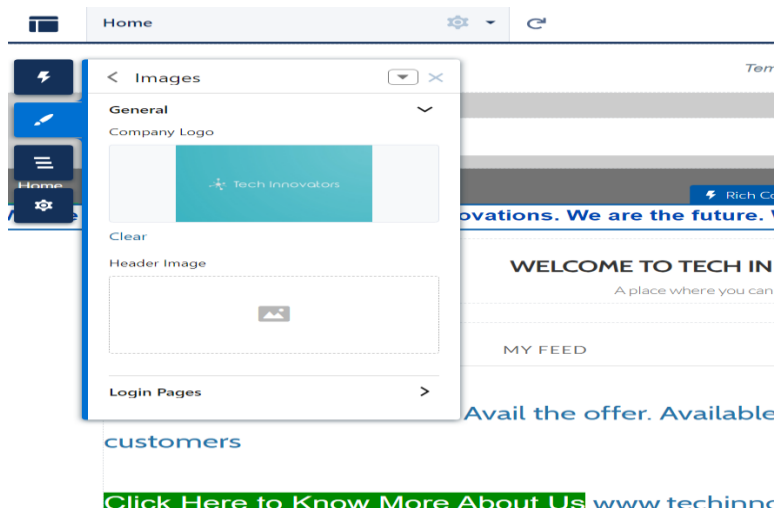 Home
Tem
Images
General
Company Logo
Tech Innovators
Home
Rich Co
ovations. We are the future.
Clear
Header Image
WELCOME TO TECH IN
A place where you can
MY FEED
Login Pages
Avail the offer. Available
customers
Click Here to Know More About Us www.techinno